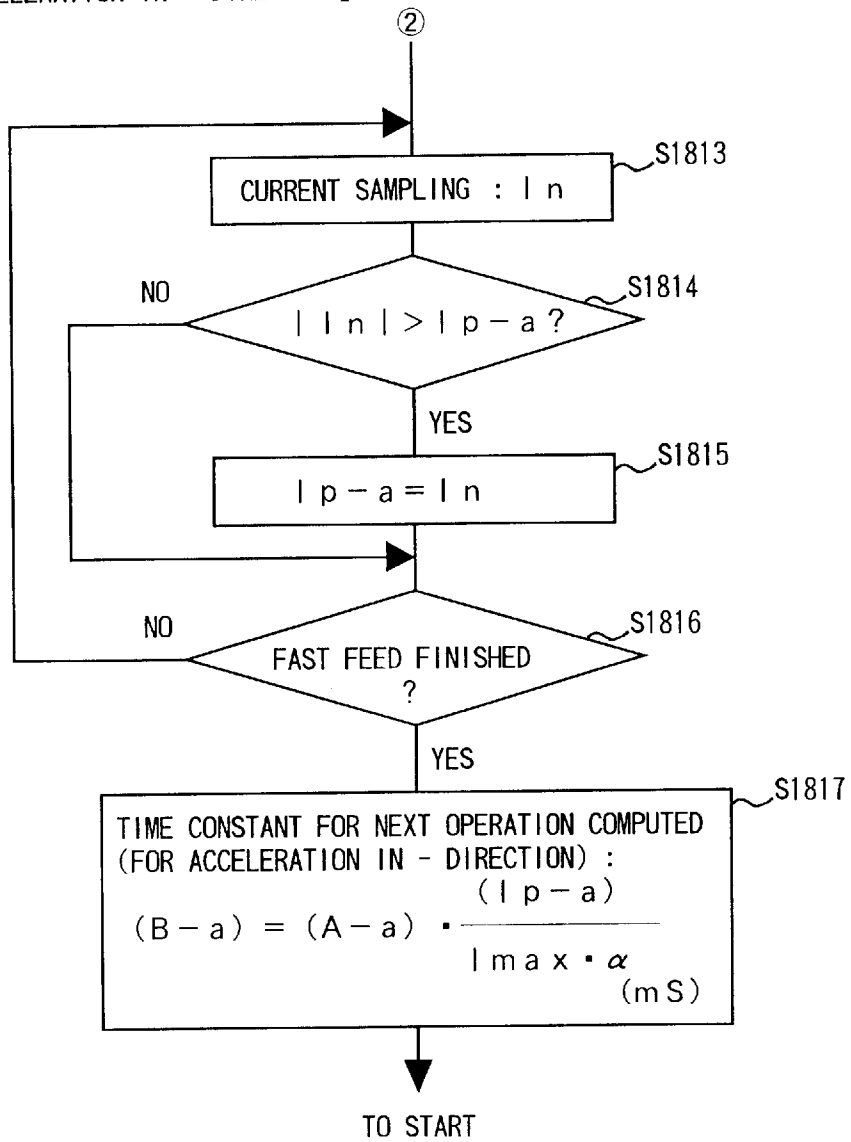 ②
S1813
CURRENT SAMPLING : I n
NO
S1814
| I n | > I p − a ?
YES
S1815
I p − a = I n
NO
S1816
FAST FEED FINISHED
?
YES
S1817
TIME CONSTANT FOR NEXT OPERATION COMPUTED
(FOR ACCELERATION IN - DIRECTION) :
(B − a) = (A − a) · (I p − a)
I m a x · α
(m S)
TO START